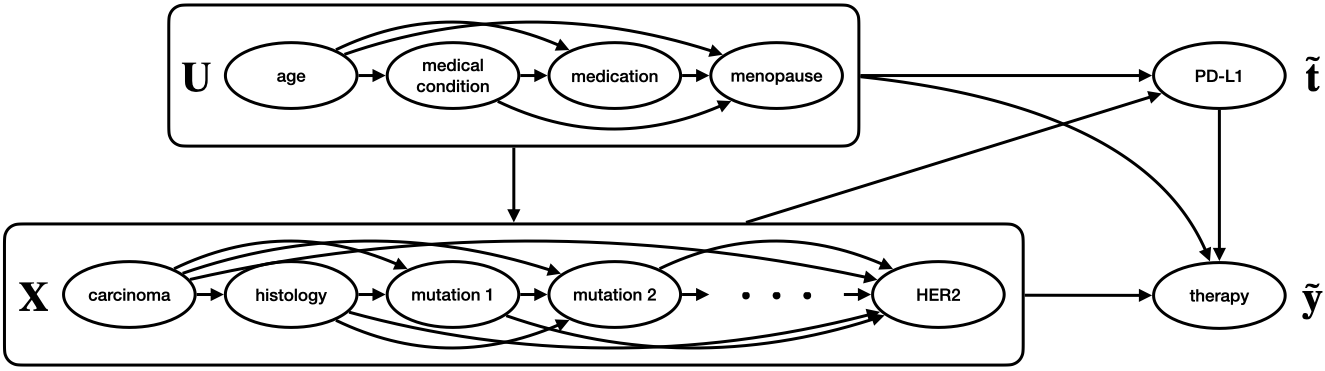 U
age
medical
condition
medication
menopause
PD-L1
t̃
X
carcinoma
histology
mutation 1
mutation 2
• • •
HER2
therapy
ỹ